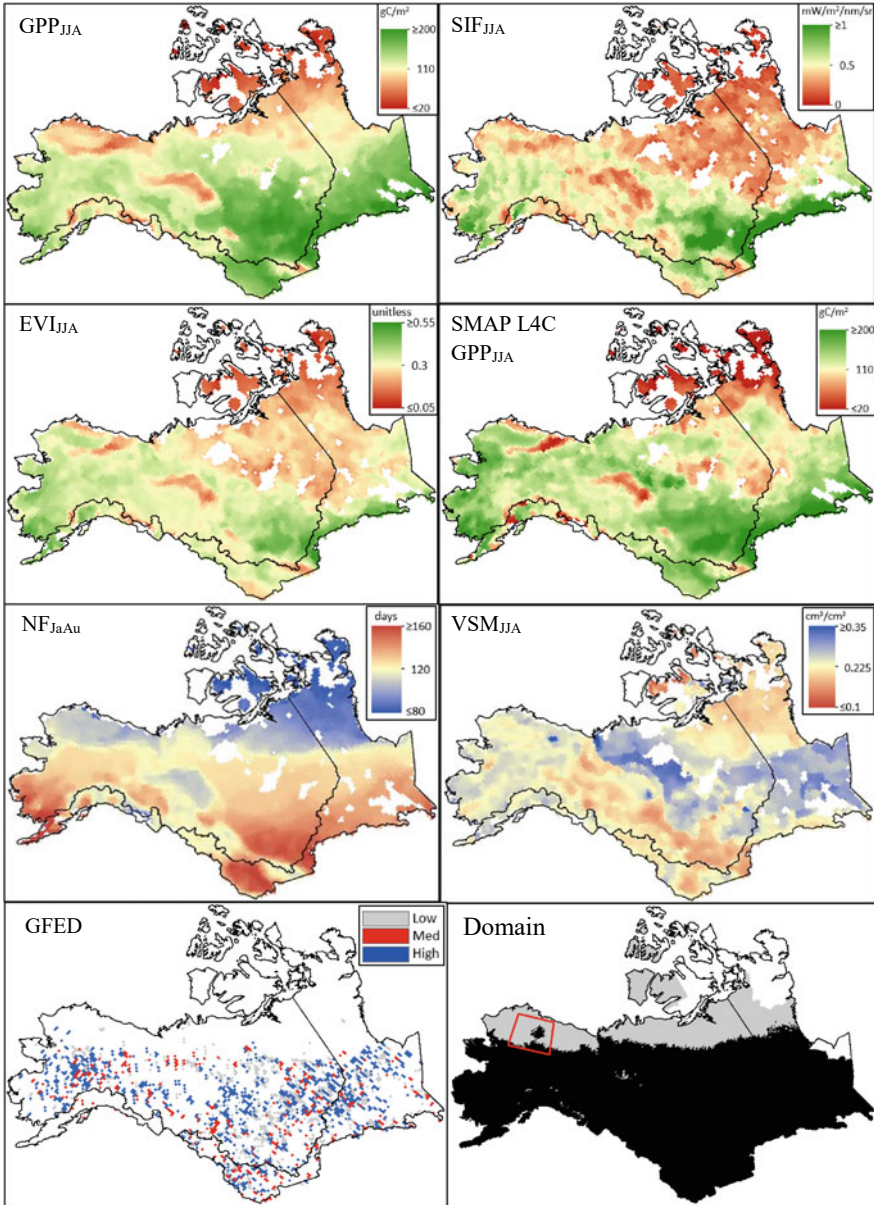 GPPJJA
gC/m²
≥200
110
≤20
SIFJJA
mW/m²/nm/sr
≥1
0.5
0
EVIJJA
unitless
≥0.55
0.3
≤0.05
SMAP L4C
GPPJJA
gC/m²
≥200
110
<20
NFJaAu
days
≥160
120
≤80
VSMJJA
cm³/cm³
≥0.35
0.225
≤0.1
GFED
Low
Med
High
Domain